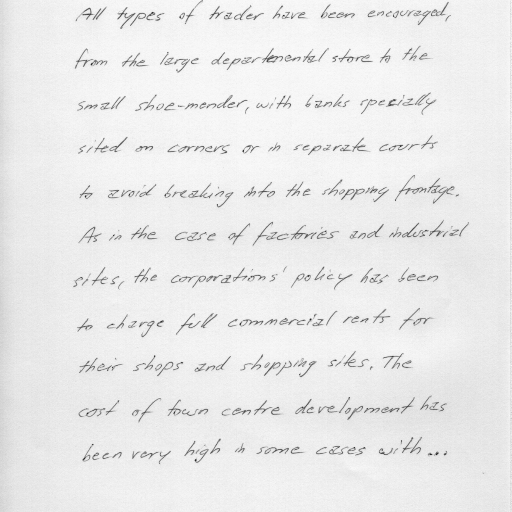 All types of trader have been encouraged,
from the large departmental store to the
small shoe-mender, with banks specially
sited on corners or in separate courts
to avoid breaking into the shopping frontage.
As in the case of factories and industrial
sites, the corporations' policy has been
to charge full commercial rents for
their shops and shopping sites. The
cost of town centre development has
been very high in some cases with...